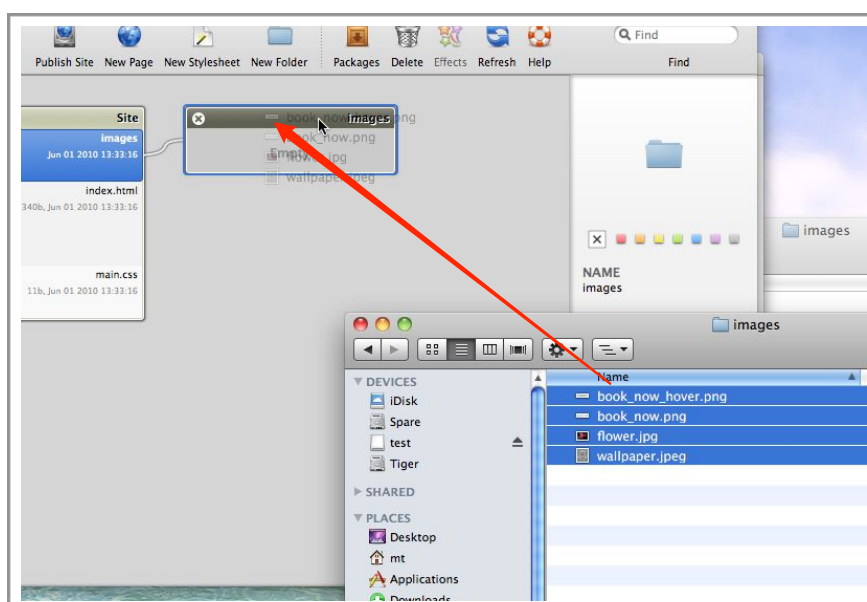 Find
Publish Site New Page New Stylesheet New Folder Packages Delete Effects Refresh Help Find
Site
images
Jun 01 2010 13:33:16
index.html
340b, Jun 01 2010 13:33:16
main.css
11b, Jun 01 2010 13:33:16
images
book_now.png
flower.jpg
wallpaper.jpeg
Empty
NAME
images
images
images
DEVICES
iDisk
Spare
test
Tiger
SHARED
PLACES
Desktop
mt
Applications
Downloads
Name
book_now_hover.png
book_now.png
flower.jpg
wallpaper.jpeg